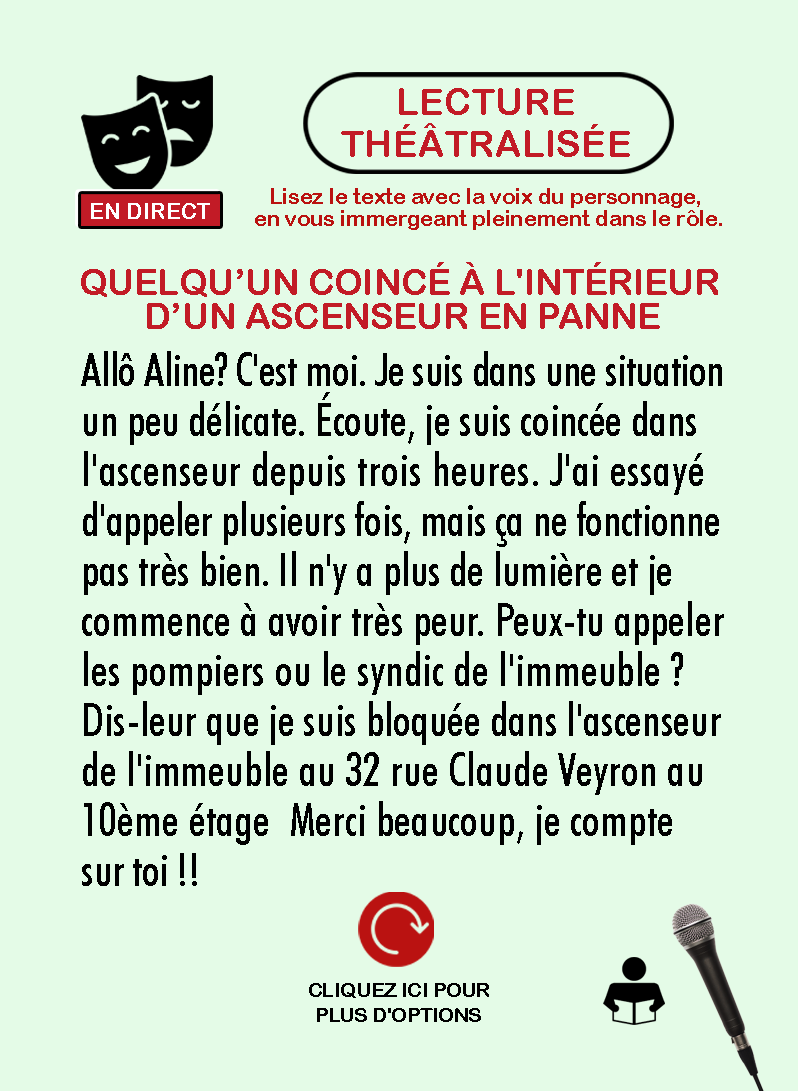 LECTURE
THÉÂTRALISÉE
EN DIRECT
Lisez le texte avec la voix du personnage,
en vous immergeant pleinement dans le rôle.
QUELQU’UN COINCÉ À L'INTÉRIEUR
D’UN ASCENSEUR EN PANNE
Allô Aline? C'est moi. Je suis dans une situation
un peu délicate. Écoute, je suis coincée dans
l'ascenseur depuis trois heures. J'ai essayé
d'appeler plusieurs fois, mais ça ne fonctionne
pas très bien. Il n'y a plus de lumière et je
commence à avoir très peur. Peux-tu appeler
les pompiers ou le syndic de l'immeuble ?
Dis-leur que je suis bloquée dans l'ascenseur
de l'immeuble au 32 rue Claude Veyron au
10ème étage  Merci beaucoup, je compte
sur toi !!
CLIQUEZ ICI POUR
PLUS D'OPTIONS